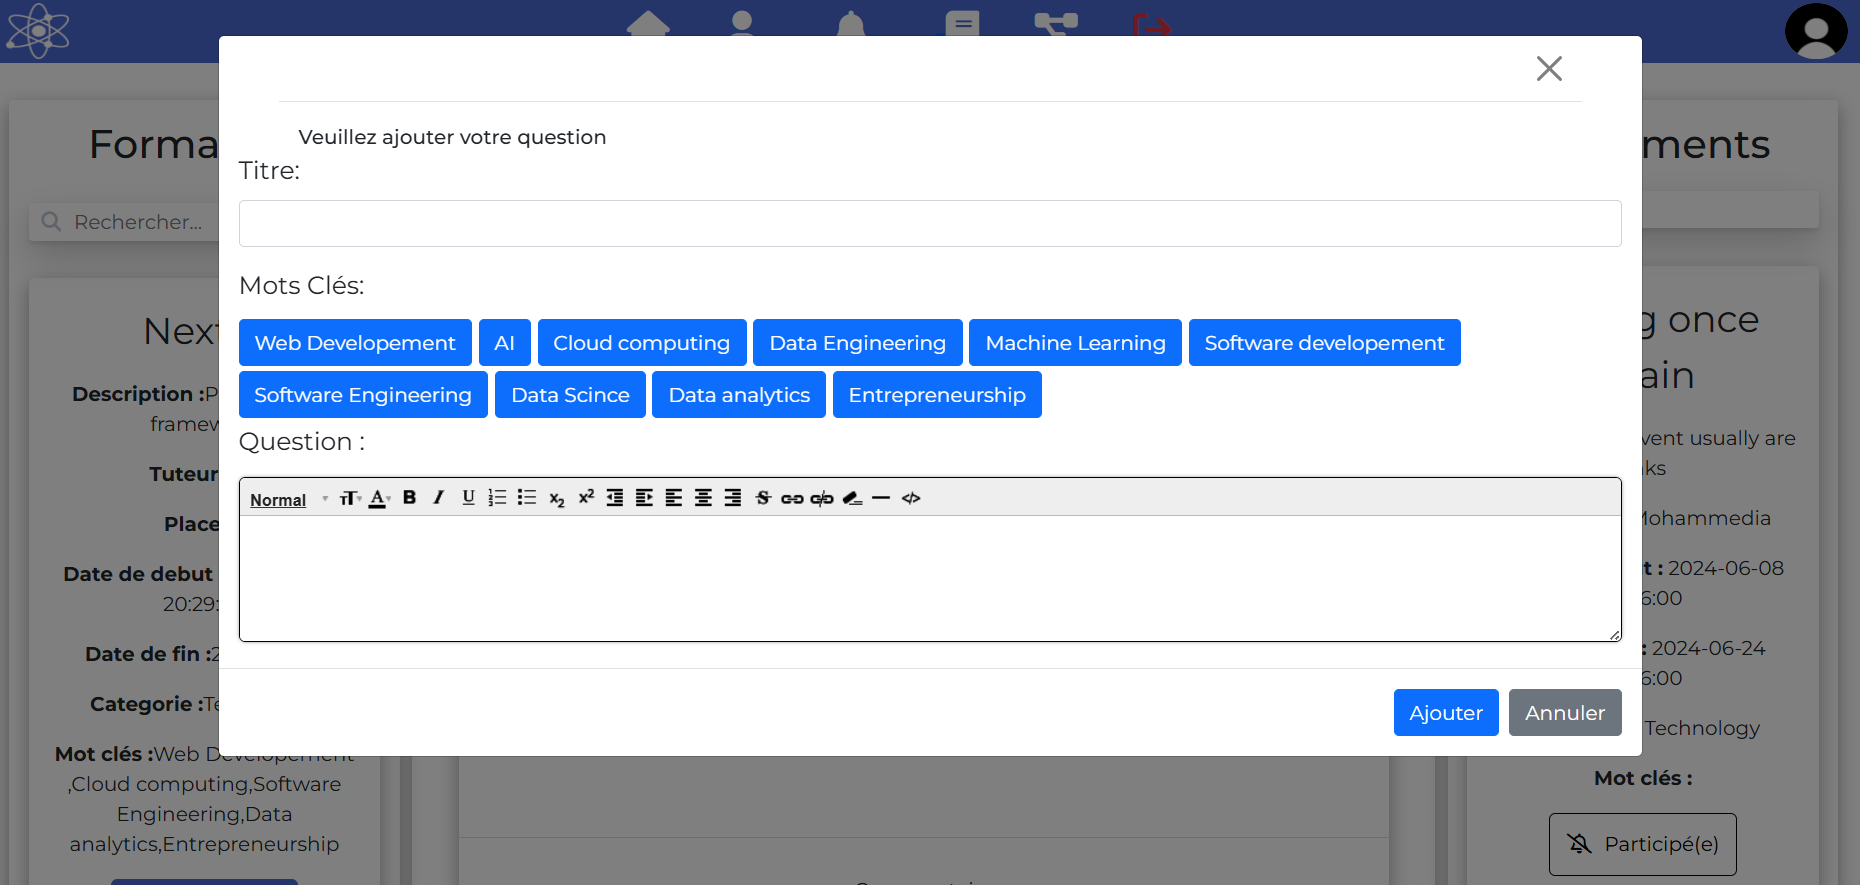 Veuillez ajouter votre question
Titre:
Mots Clés:
Web Developement AI Cloud computing Data Engineering Machine Learning Software developement
Software Engineering Data Scince Data analytics Entrepreneurship
Question :
Normal
Ajouter Annuler
Forma
Rechercher...
Next
Description :P
framew
Tuteur
Place
Date de debut
20:29:
Date de fin :2
Categorie :Te
Mot clés :Web Developement
,Cloud computing,Software
Engineering,Data
analytics,Entrepreneurship
ments
g once
ain
vent usually are
ks
Mohammedia
t : 2024-06-08
6:00
: 2024-06-24
6:00
Technology
Mot clés :
Participé(e)